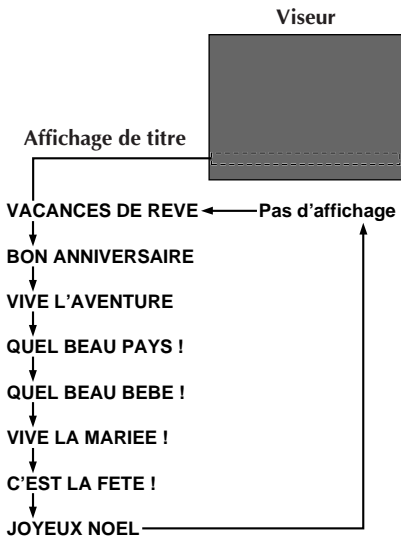 Viseur
Affichage de titre
VACANCES DE REVE
Pas d'affichage
BON ANNIVERSAIRE
VIVE L'AVENTURE
QUEL BEAU PAYS !
QUEL BEAU BEBE !
VIVE LA MARIEE !
C'EST LA FETE !
JOYEUX NOEL